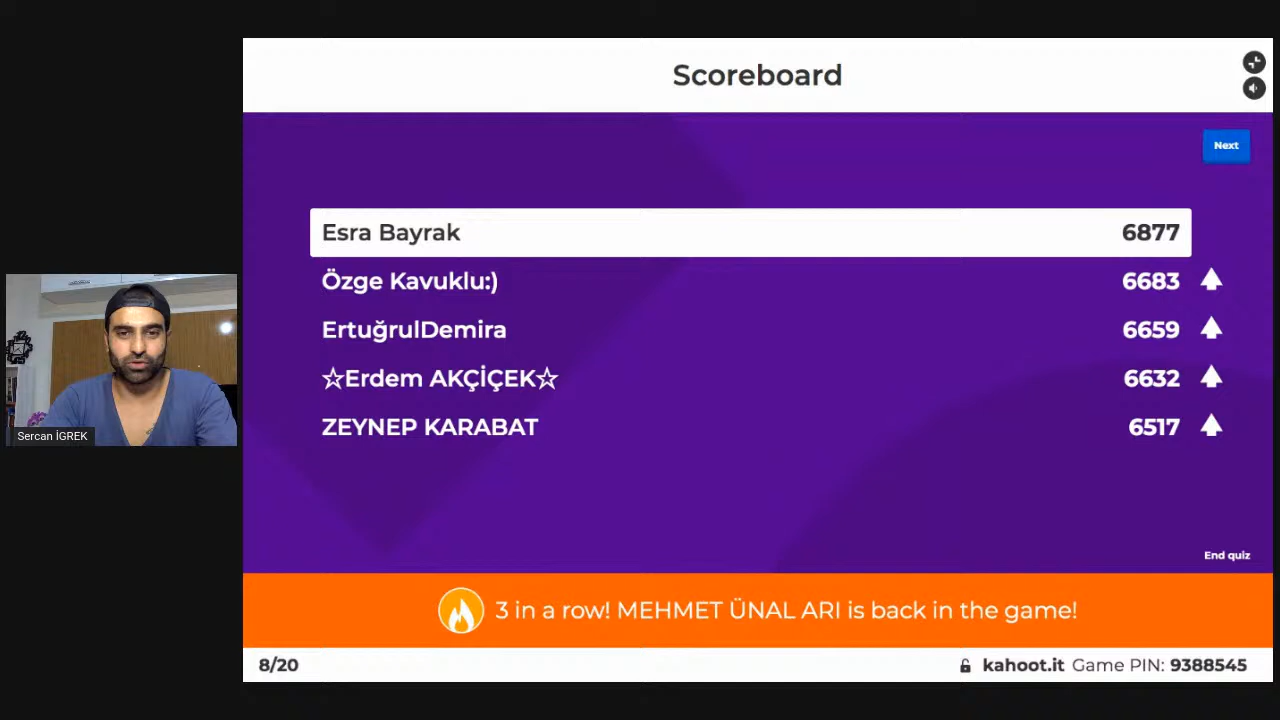 Scoreboard
Next
Esra Bayrak 6877
Özge Kavuklu:) 6683
ErtuğrulDemira 6659
☆Erdem AKÇİÇEK☆ 6632
ZEYNEP KARABAT 6517
Sercan İGREK
End quiz
3 in a row! MEHMET ÜNAL ARI is back in the game!
8/20
kahoot.it Game PIN: 9388545